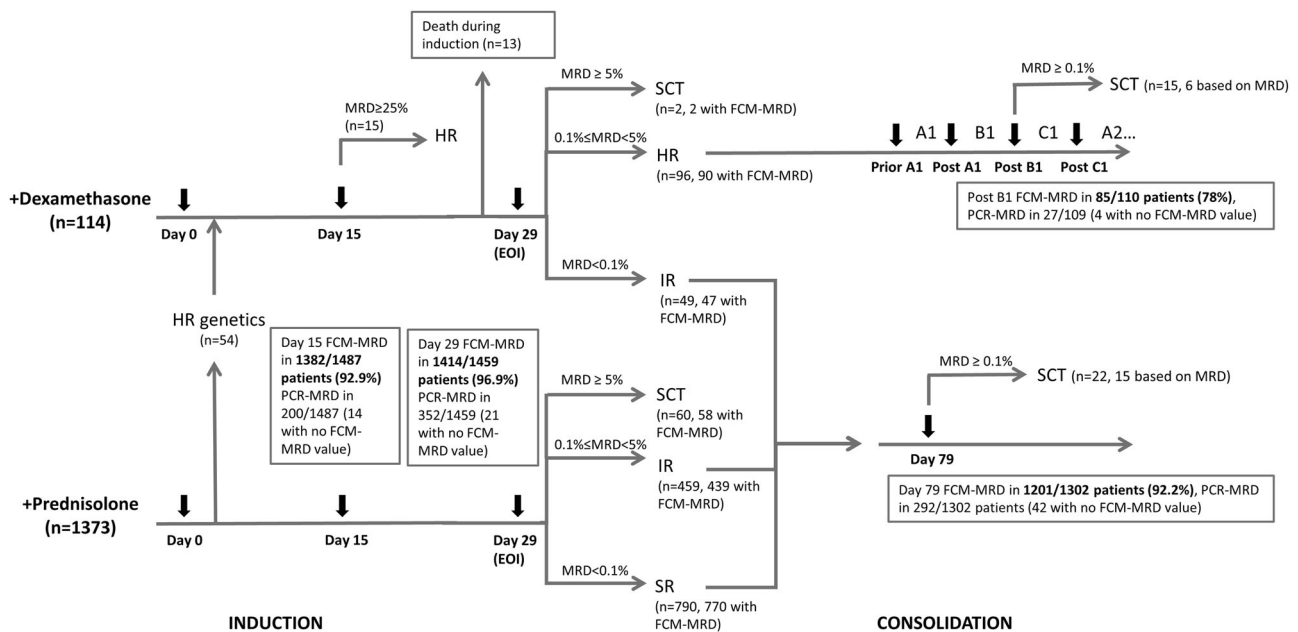 Death during
induction (n=13)
MRD ≥ 5%
SCT
(n=2, 2 with FCM-MRD)
MRD ≥ 0.1%
SCT (n=15, 6 based on MRD)
MRD≥25%
(n=15)
HR
0.1%≤MRD<5%
HR
(n=96, 90 with FCM-MRD)
A1
B1
C1
A2...
Prior A1
Post A1
Post B1
Post C1
+Dexamethasone
(n=114)
Day 0
Day 15
Day 29
(EOI)
Post B1 FCM-MRD in 85/110 patients (78%),
PCR-MRD in 27/109 (4 with no FCM-MRD value)
MRD<0.1%
IR
(n=49, 47 with
FCM-MRD)
HR genetics
(n=54)
Day 15 FCM-MRD
in 1382/1487
patients (92.9%)
PCR-MRD in
200/1487 (14
with no FCM-
MRD value)
Day 29 FCM-MRD
in 1414/1459
patients (96.9%)
PCR-MRD in
352/1459 (21
with no FCM-
MRD value)
MRD ≥ 5%
SCT
(n=60, 58 with
FCM-MRD)
0.1%≤MRD<5%
IR
(n=459, 439 with
FCM-MRD)
MRD ≥ 0.1%
SCT (n=22, 15 based on MRD)
Day 79
Day 79 FCM-MRD in 1201/1302 patients (92.2%), PCR-MRD
in 292/1302 patients (42 with no FCM-MRD value)
+Prednisolone
(n=1373)
Day 0
Day 15
Day 29
(EOI)
MRD<0.1%
SR
(n=790, 770 with
FCM-MRD)
INDUCTION
CONSOLIDATION